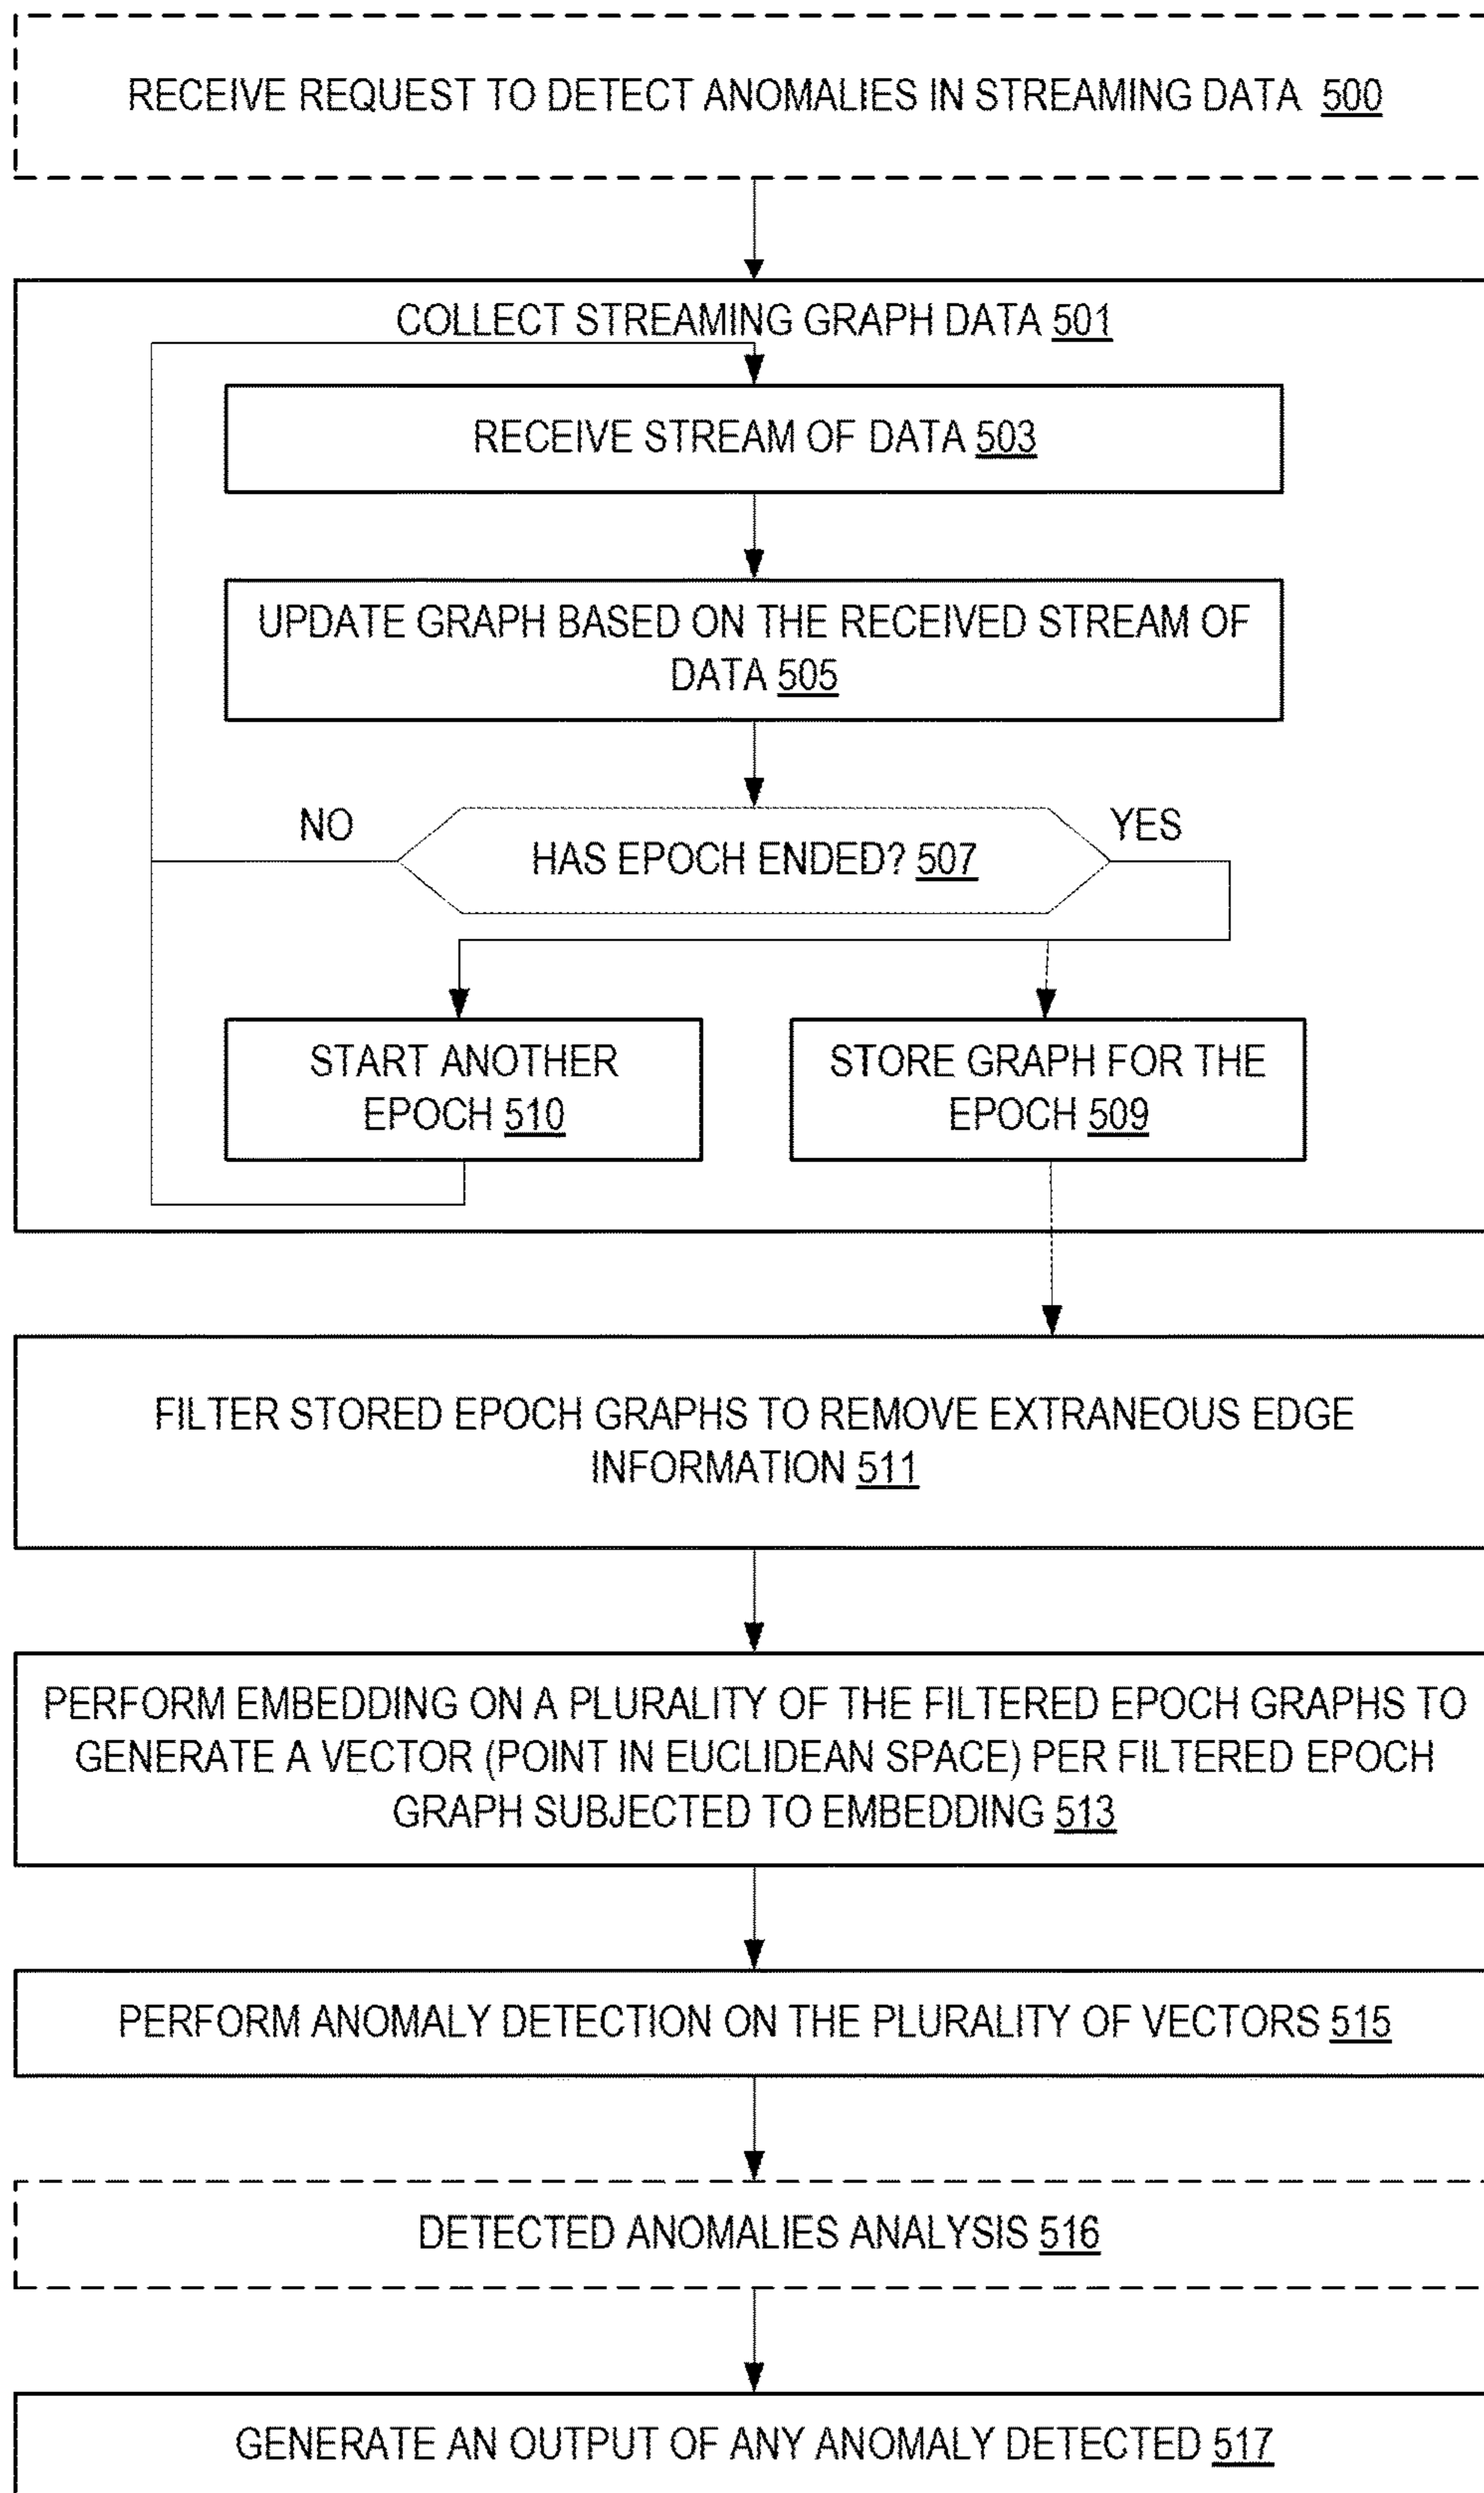 RECEIVE REQUEST TO DETECT ANOMALIES IN STREAMING DATA 500
COLLECT STREAMING GRAPH DATA 501
RECEIVE STREAM OF DATA 503
UPDATE GRAPH BASED ON THE RECEIVED STREAM OF
DATA 505
NO
YES
HAS EPOCH ENDED? 507
START ANOTHER
EPOCH 510
STORE GRAPH FOR THE
EPOCH 509
FILTER STORED EPOCH GRAPHS TO REMOVE EXTRANEOUS EDGE
INFORMATION 511
PERFORM EMBEDDING ON A PLURALITY OF THE FILTERED EPOCH GRAPHS TO
GENERATE A VECTOR (POINT IN EUCLIDEAN SPACE) PER FILTERED EPOCH
GRAPH SUBJECTED TO EMBEDDING 513
PERFORM ANOMALY DETECTION ON THE PLURALITY OF VECTORS 515
DETECTED ANOMALIES ANALYSIS 516
GENERATE AN OUTPUT OF ANY ANOMALY DETECTED 517